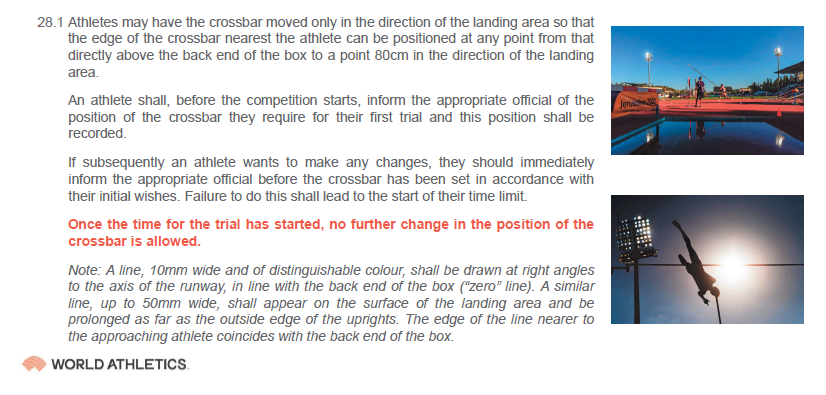 28.1 Athletes may have the crossbar moved only in the direction of the landing area so that
the edge of the crossbar nearest the athlete can be positioned at any point from that
directly above the back end of the box to a point 80cm in the direction of the landing
area.
An athlete shall, before the competition starts, inform the appropriate official of the
position of the crossbar they require for their first trial and this position shall be
recorded.
If subsequently an athlete wants to make any changes, they should immediately
inform the appropriate official before the crossbar has been set in accordance with
their initial wishes. Failure to do this shall lead to the start of their time limit.
Once the time for the trial has started, no further change in the position of the
crossbar is allowed.
Note: A line, 10mm wide and of distinguishable colour, shall be drawn at right angles
to the axis of the runway, in line with the back end of the box (“zero” line). A similar
line, up to 50mm wide, shall appear on the surface of the landing area and be
prolonged as far as the outside edge of the uprights. The edge of the line nearer to
the approaching athlete coincides with the back end of the box.
WORLD ATHLETICS.